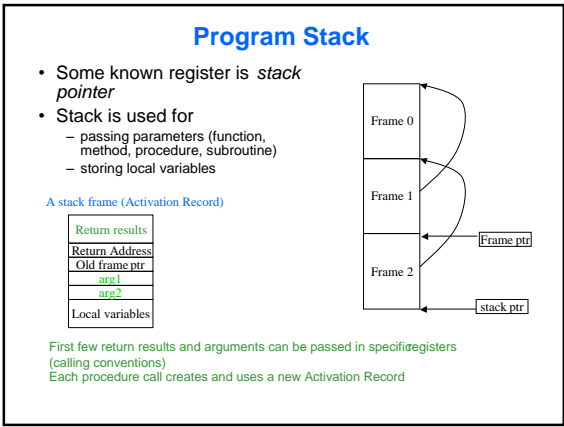 Program Stack
• Some known register is stack
pointer
• Stack is used for
– passing parameters (function,
method, procedure, subroutine)
– storing local variables
A stack frame (Activation Record)
Return results
Return Address
Old frame ptr
arg1
arg2
Local variables
Frame 0
Frame 1
Frame 2
Frame ptr
stack ptr
First few return results and arguments can be passed in specific registers
(calling conventions)
Each procedure call creates and uses a new Activation Record